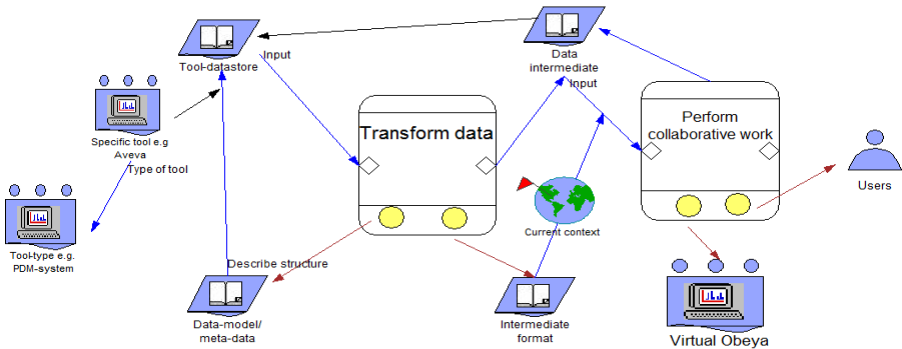 Tool-datastore
Input
Data
intermediate
Input
Specific tool e.g
Aveva
Type of tool
Transform data
Perform
collaborative work
Users
Tool-type e.g.
PDM-system
Current context
Describe structure
Data-model/
meta-data
Intermediate
format
Virtual Obeya